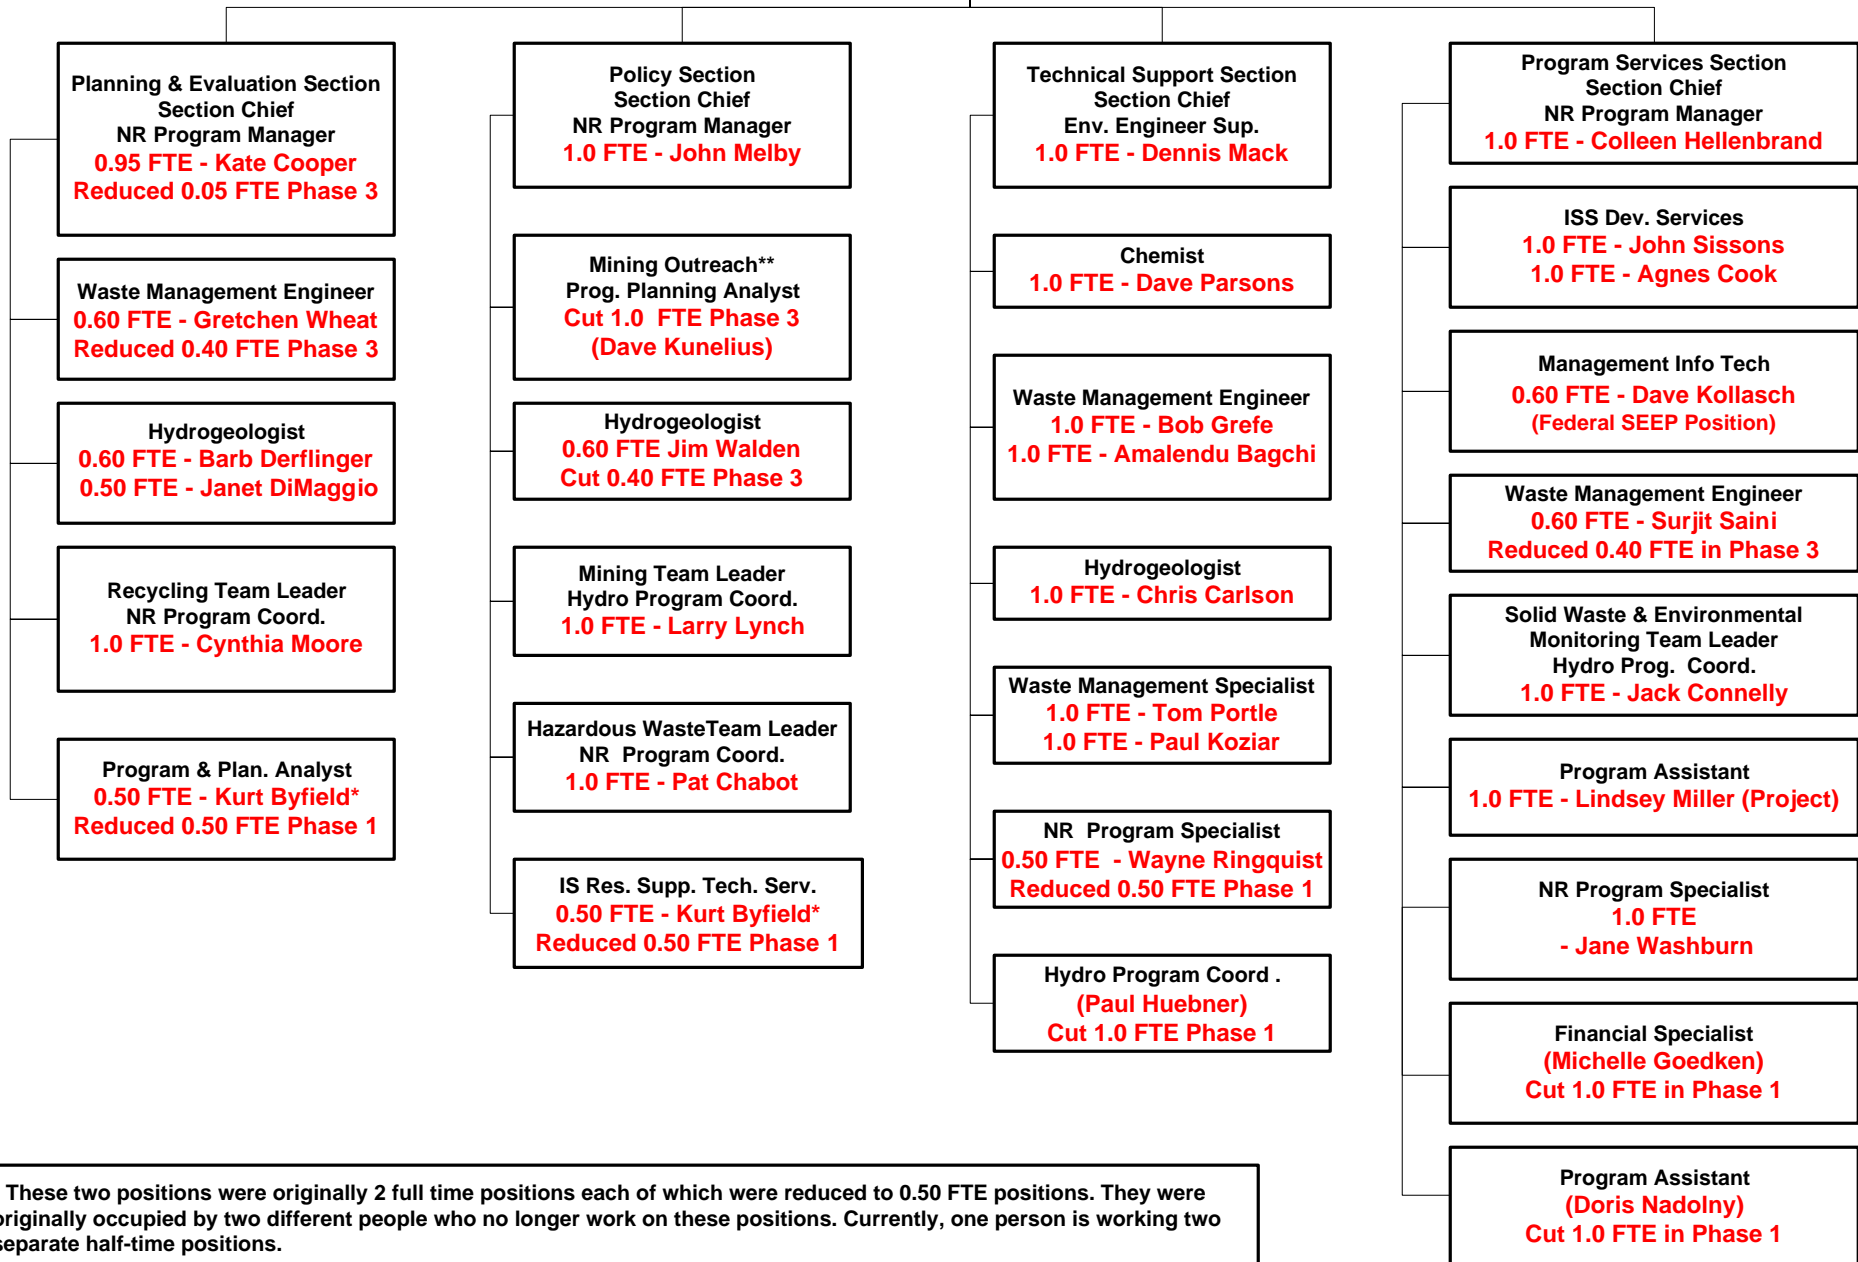 Planning & Evaluation Section
Section Chief
NR Program Manager
0.95 FTE - Kate Cooper
Reduced 0.05 FTE Phase 3
Waste Management Engineer
0.60 FTE - Gretchen Wheat
Reduced 0.40 FTE Phase 3
Hydrogeologist
0.60 FTE - Barb Derflinger
0.50 FTE - Janet DiMaggio
Recycling Team Leader
NR Program Coord.
1.0 FTE - Cynthia Moore
Program & Plan. Analyst
0.50 FTE - Kurt Byfield*
Reduced 0.50 FTE Phase 1
Policy Section
Section Chief
NR Program Manager
1.0 FTE - John Melby
Mining Outreach**
Prog. Planning Analyst
Cut 1.0 FTE Phase 3
(Dave Kunelius)
Hydrogeologist
0.60 FTE Jim Walden
Cut 0.40 FTE Phase 3
Mining Team Leader
Hydro Program Coord.
1.0 FTE - Larry Lynch
Hazardous WasteTeam Leader
NR Program Coord.
1.0 FTE - Pat Chabot
IS Res. Supp. Tech. Serv.
0.50 FTE - Kurt Byfield*
Reduced 0.50 FTE Phase 1
Technical Support Section
Section Chief
Env. Engineer Sup.
1.0 FTE - Dennis Mack
Chemist
1.0 FTE - Dave Parsons
Waste Management Engineer
1.0 FTE - Bob Grefe
1.0 FTE - Amalendu Bagchi
Hydrogeologist
1.0 FTE - Chris Carlson
Waste Management Specialist
1.0 FTE - Tom Portle
1.0 FTE - Paul Koziar
NR Program Specialist
0.50 FTE - Wayne Ringquist
Reduced 0.50 FTE Phase 1
Hydro Program Coord .
(Paul Huebner)
Cut 1.0 FTE Phase 1
Program Services Section
Section Chief
NR Program Manager
1.0 FTE - Colleen Hellenbrand
ISS Dev. Services
1.0 FTE - John Sissons
1.0 FTE - Agnes Cook
Management Info Tech
0.60 FTE - Dave Kollasch
(Federal SEEP Position)
Waste Management Engineer
0.60 FTE - Surjit Saini
Reduced 0.40 FTE in Phase 3
Solid Waste & Environmental
Monitoring Team Leader
Hydro Prog. Coord.
1.0 FTE - Jack Connelly
Program Assistant
1.0 FTE - Lindsey Miller (Project)
NR Program Specialist
1.0 FTE
- Jane Washburn
Financial Specialist
(Michelle Goedken)
Cut 1.0 FTE in Phase 1
Program Assistant
(Doris Nadolny)
Cut 1.0 FTE in Phase 1
These two positions were originally 2 full time positions each of which were reduced to 0.50 FTE positions. They were
originally occupied by two different people who no longer work on these positions. Currently, one person is working two
separate half-time positions.